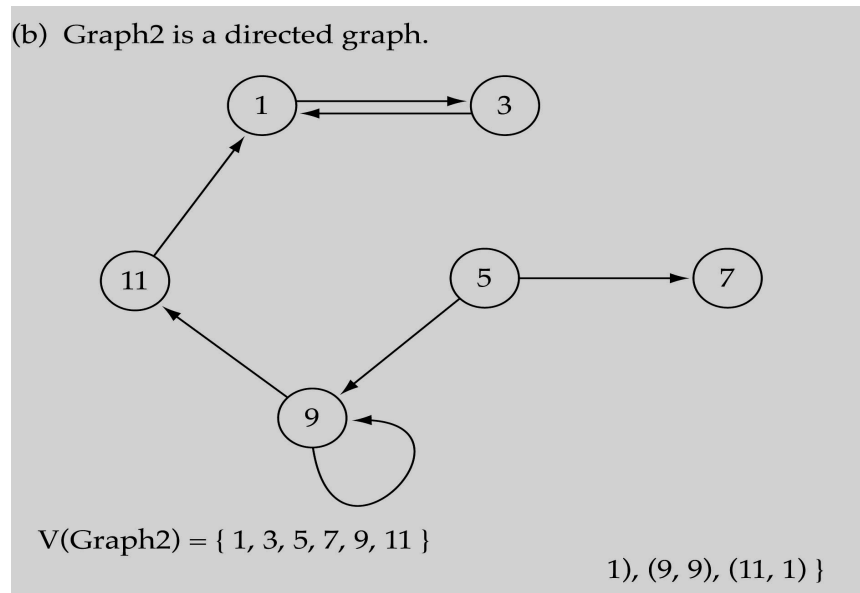 (b) Graph2 is a directed graph.
1
3
11
5
7
9
V(Graph2) = { 1, 3, 5, 7, 9, 11 }
1), (9, 9), (11, 1) }